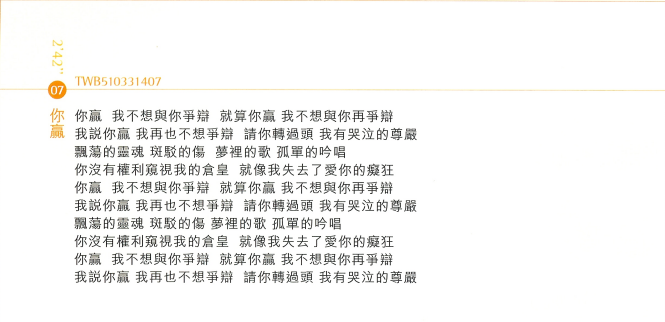 2'42"
TWB510331407
07
你贏
你贏 我不想與你爭辯 就算你贏 我不想與你再爭辯
我說你贏 我再也不想爭辯 請你轉過頭 我有哭泣的尊嚴
飄蕩的靈魂 斑駁的傷 夢裡的歌 孤單的吟唱
你沒有權利窺視我的倉皇 就像我失去了愛你的癡狂
你贏 我不想與你爭辯 就算你贏 我不想與你再爭辯
我說你贏 我再也不想爭辯 請你轉過頭 我有哭泣的尊嚴
飄蕩的靈魂 斑駁的傷 夢裡的歌 孤單的吟唱
你沒有權利窺視我的倉皇 就像我失去了愛你的癡狂
你贏 我不想與你爭辯 就算你贏 我不想與你再爭辯
我說你贏 我再也不想爭辯 請你轉過頭 我有哭泣的尊嚴